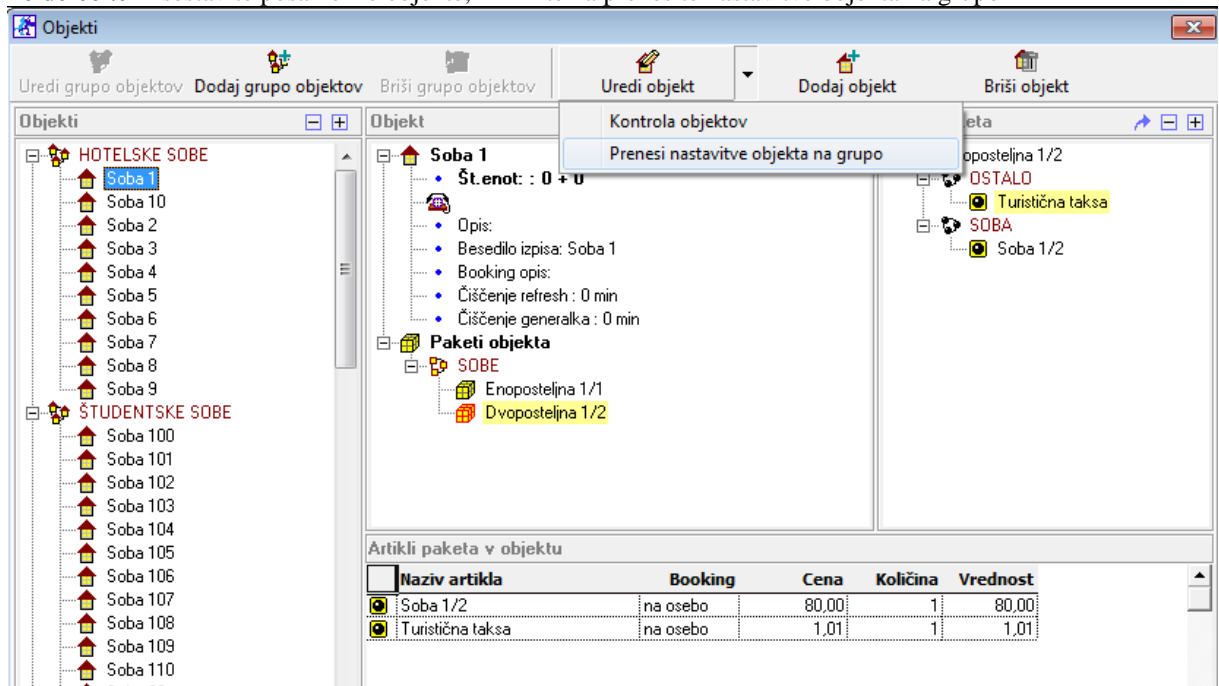 Objekti
Uredi grupo objektov Dodaj grupo objektov Briši grupo objektov Uredi objekt Dodaj objekt Briši objekt
Kontrola objektov
Prenesi nastavitve objekta na grupo
Objekti
HOTELSKE SOBE
Soba 1
Soba 10
Soba 2
Soba 3
Soba 4
Soba 5
Soba 6
Soba 7
Soba 8
Soba 9
ŠTUDENTSKE SOBE
Soba 100
Soba 101
Soba 102
Soba 103
Soba 104
Soba 105
Soba 106
Soba 107
Soba 108
Soba 109
Soba 110
Objekt
Soba 1
Št.enot: : 0 + 0
Opis:
Besedilo izpisa: Soba 1
Booking opis:
Čiščenje refresh : 0 min
Čiščenje generalka : 0 min
Paketi objekta
SOBE
Enoposteljna 1/1
Dvoposteljna 1/2
eta
oposteljna 1/2
OSTALO
Turistična taksa
SOBA
Soba 1/2
Artikli paketa v objektu
Naziv artikla Booking Cena Količina Vrednost
Soba 1/2 na osebo 80,00 1 80,00
Turistična taksa na osebo 1,01 1 1,01